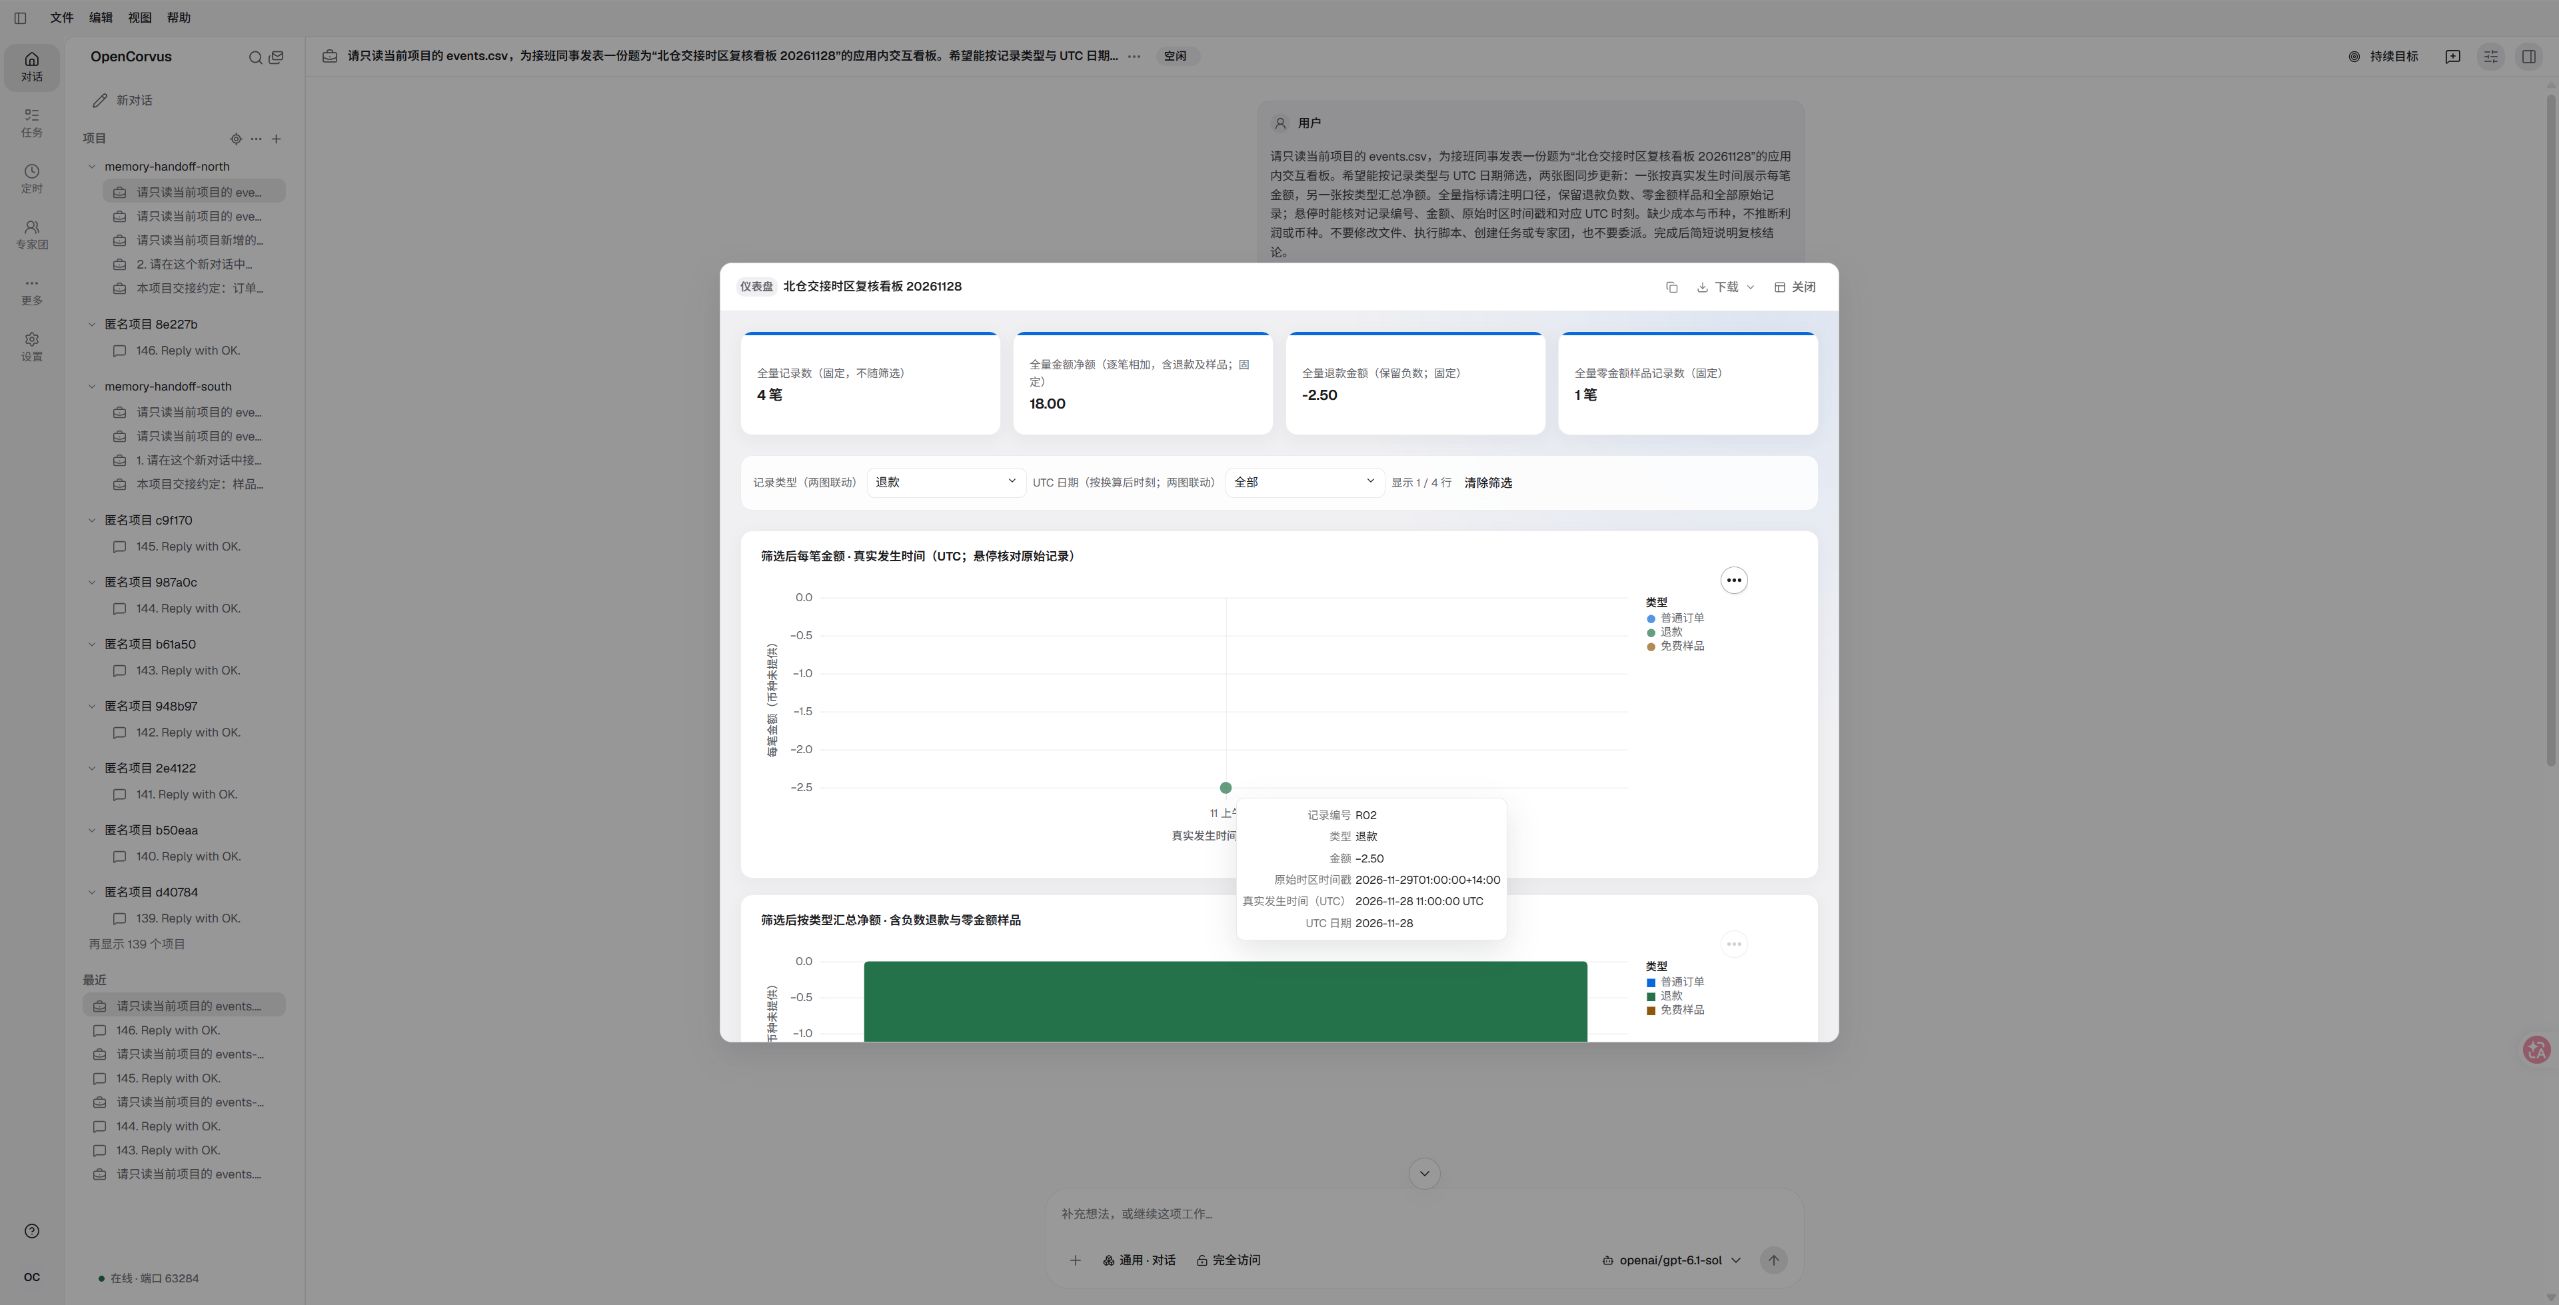 文件 编辑 视图 帮助
对话
任务
定时
专家团
更多
设置
OC
OpenCorvus
新对话
项目
memory-handoff-north
请只读当前项目的 eve...
请只读当前项目的 eve...
请只读当前项目新增的...
2. 请在这个新对话中...
本项目交接约定：订单...
匿名项目 8e227b
146. Reply with OK.
memory-handoff-south
请只读当前项目的 eve...
请只读当前项目的 eve...
1. 请在这个新对话中接...
本项目交接约定：样品...
匿名项目 c9f170
145. Reply with OK.
匿名项目 987a0c
144. Reply with OK.
匿名项目 b61a50
143. Reply with OK.
匿名项目 948b97
142. Reply with OK.
匿名项目 2e4122
141. Reply with OK.
匿名项目 b50eaa
140. Reply with OK.
匿名项目 d40784
139. Reply with OK.
再显示 139 个项目
最近
请只读当前项目的 events....
146. Reply with OK.
请只读当前项目的 events-...
145. Reply with OK.
请只读当前项目的 events-...
144. Reply with OK.
143. Reply with OK.
请只读当前项目的 events....
在线 · 端口 63284
请只读当前项目的 events.csv，为接班同事发表一份题为“北仓交接时区复核看板 20261128”的应用内交互看板。希望能按记录类型与 UTC 日期... ··· 空闲
持续目标
用户
请只读当前项目的 events.csv，为接班同事发表一份题为“北仓交接时区复核看板 20261128”的应用
内交互看板。希望能按记录类型与 UTC 日期筛选，两张图同步更新：一张按真实发生时间展示每笔
金额，另一张按类型汇总净额。全量指标请注明口径，保留退款负数、零金额样品和全部原始记
录；悬停时能核对记录编号、金额、原始时区时间戳和对应 UTC 时刻。缺少成本与币种，不推断利
润或币种。不要修改文件、执行脚本、创建任务或专家团，也不要委派。完成后简短说明复核结
论。
仪表盘 北仓交接时区复核看板 20261128
下载 关闭
全量记录数（固定，不随筛选）
4 笔
全量金额净额（逐笔相加，含退款及样品；固
定）
18.00
全量退款金额（保留负数；固定）
-2.50
全量零金额样品记录数（固定）
1 笔
记录类型（两图联动） 退款 UTC 日期（按换算后时刻；两图联动） 全部 显示 1 / 4 行 清除筛选
筛选后每笔金额 · 真实发生时间（UTC；悬停核对原始记录）
每笔金额（币种未提供）
0.0
−0.5
−1.0
−1.5
−2.0
−2.5
11 上午
真实发生时间
类型
普通订单
退款
免费样品
记录编号 R02
类型 退款
金额 −2.50
原始时区时间戳 2026-11-29T01:00:00+14:00
真实发生时间（UTC） 2026-11-28 11:00:00 UTC
UTC 日期 2026-11-28
筛选后按类型汇总净额 · 含负数退款与零金额样品
币种未提供）
0.0
−0.5
−1.0
类型
普通订单
退款
免费样品
补充想法，或继续这项工作...
通用 · 对话 完全访问 openai/gpt-6.1-sol